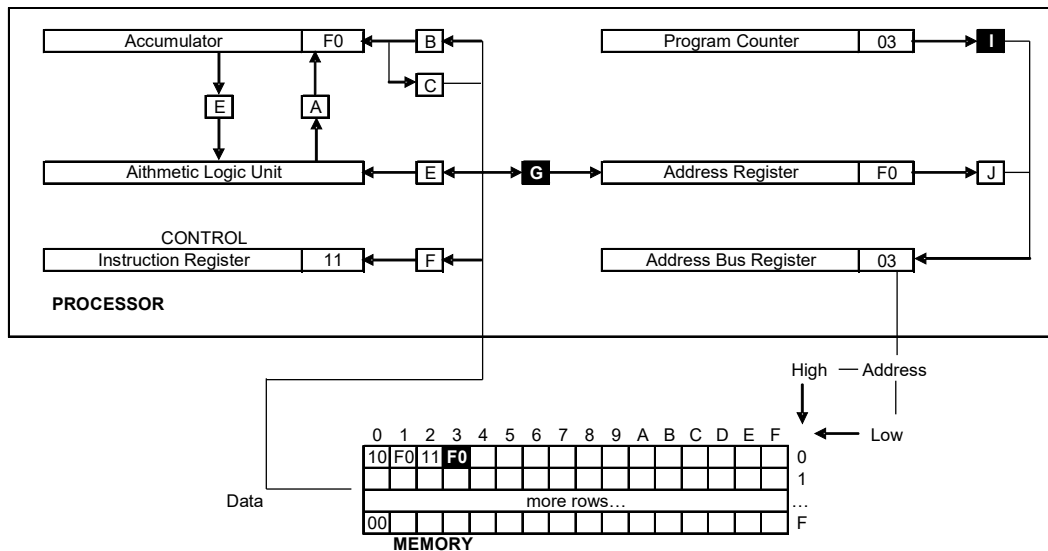 Accumulator F0 B Program Counter 03 I
C
E A
Aithmetic Logic Unit E G Address Register F0 J
CONTROL
Instruction Register 11 F Address Bus Register 03
PROCESSOR
High Address
Low
0 1 2 3 4 5 6 7 8 9 A B C D E F
10 F0 11 F0 0
1
Data more rows… …
00 F
MEMORY